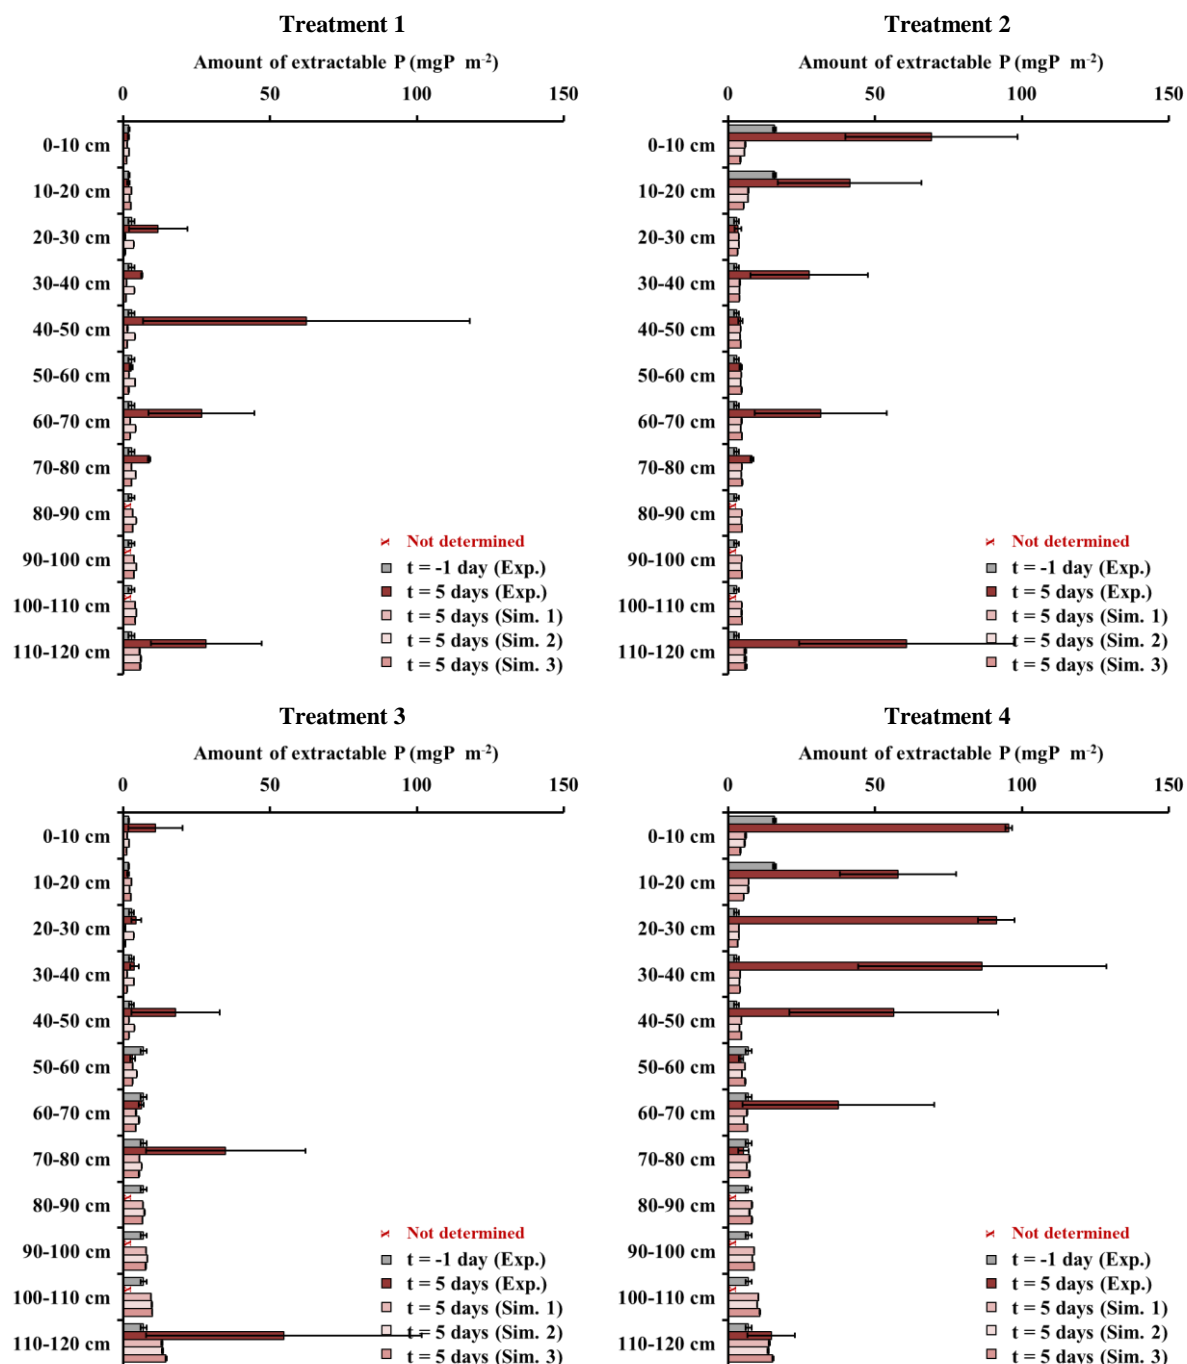 Treatment 1
Amount of extractable P (mgP m-2)
0 50 100 150
0-10 cm
10-20 cm
20-30 cm
30-40 cm
40-50 cm
50-60 cm
60-70 cm
70-80 cm
80-90 cm
90-100 cm
100-110 cm
110-120 cm
Not determined
t = -1 day (Exp.)
t = 5 days (Exp.)
t = 5 days (Sim. 1)
t = 5 days (Sim. 2)
t = 5 days (Sim. 3)
Treatment 2
Amount of extractable P (mgP m-2)
0 50 100 150
0-10 cm
10-20 cm
20-30 cm
30-40 cm
40-50 cm
50-60 cm
60-70 cm
70-80 cm
80-90 cm
90-100 cm
100-110 cm
110-120 cm
Not determined
t = -1 day (Exp.)
t = 5 days (Exp.)
t = 5 days (Sim. 1)
t = 5 days (Sim. 2)
t = 5 days (Sim. 3)
Treatment 3
Amount of extractable P (mgP m-2)
0 50 100 150
0-10 cm
10-20 cm
20-30 cm
30-40 cm
40-50 cm
50-60 cm
60-70 cm
70-80 cm
80-90 cm
90-100 cm
100-110 cm
110-120 cm
Not determined
t = -1 day (Exp.)
t = 5 days (Exp.)
t = 5 days (Sim. 1)
t = 5 days (Sim. 2)
t = 5 days (Sim. 3)
Treatment 4
Amount of extractable P (mgP m-2)
0 50 100 150
0-10 cm
10-20 cm
20-30 cm
30-40 cm
40-50 cm
50-60 cm
60-70 cm
70-80 cm
80-90 cm
90-100 cm
100-110 cm
110-120 cm
Not determined
t = -1 day (Exp.)
t = 5 days (Exp.)
t = 5 days (Sim. 1)
t = 5 days (Sim. 2)
t = 5 days (Sim. 3)